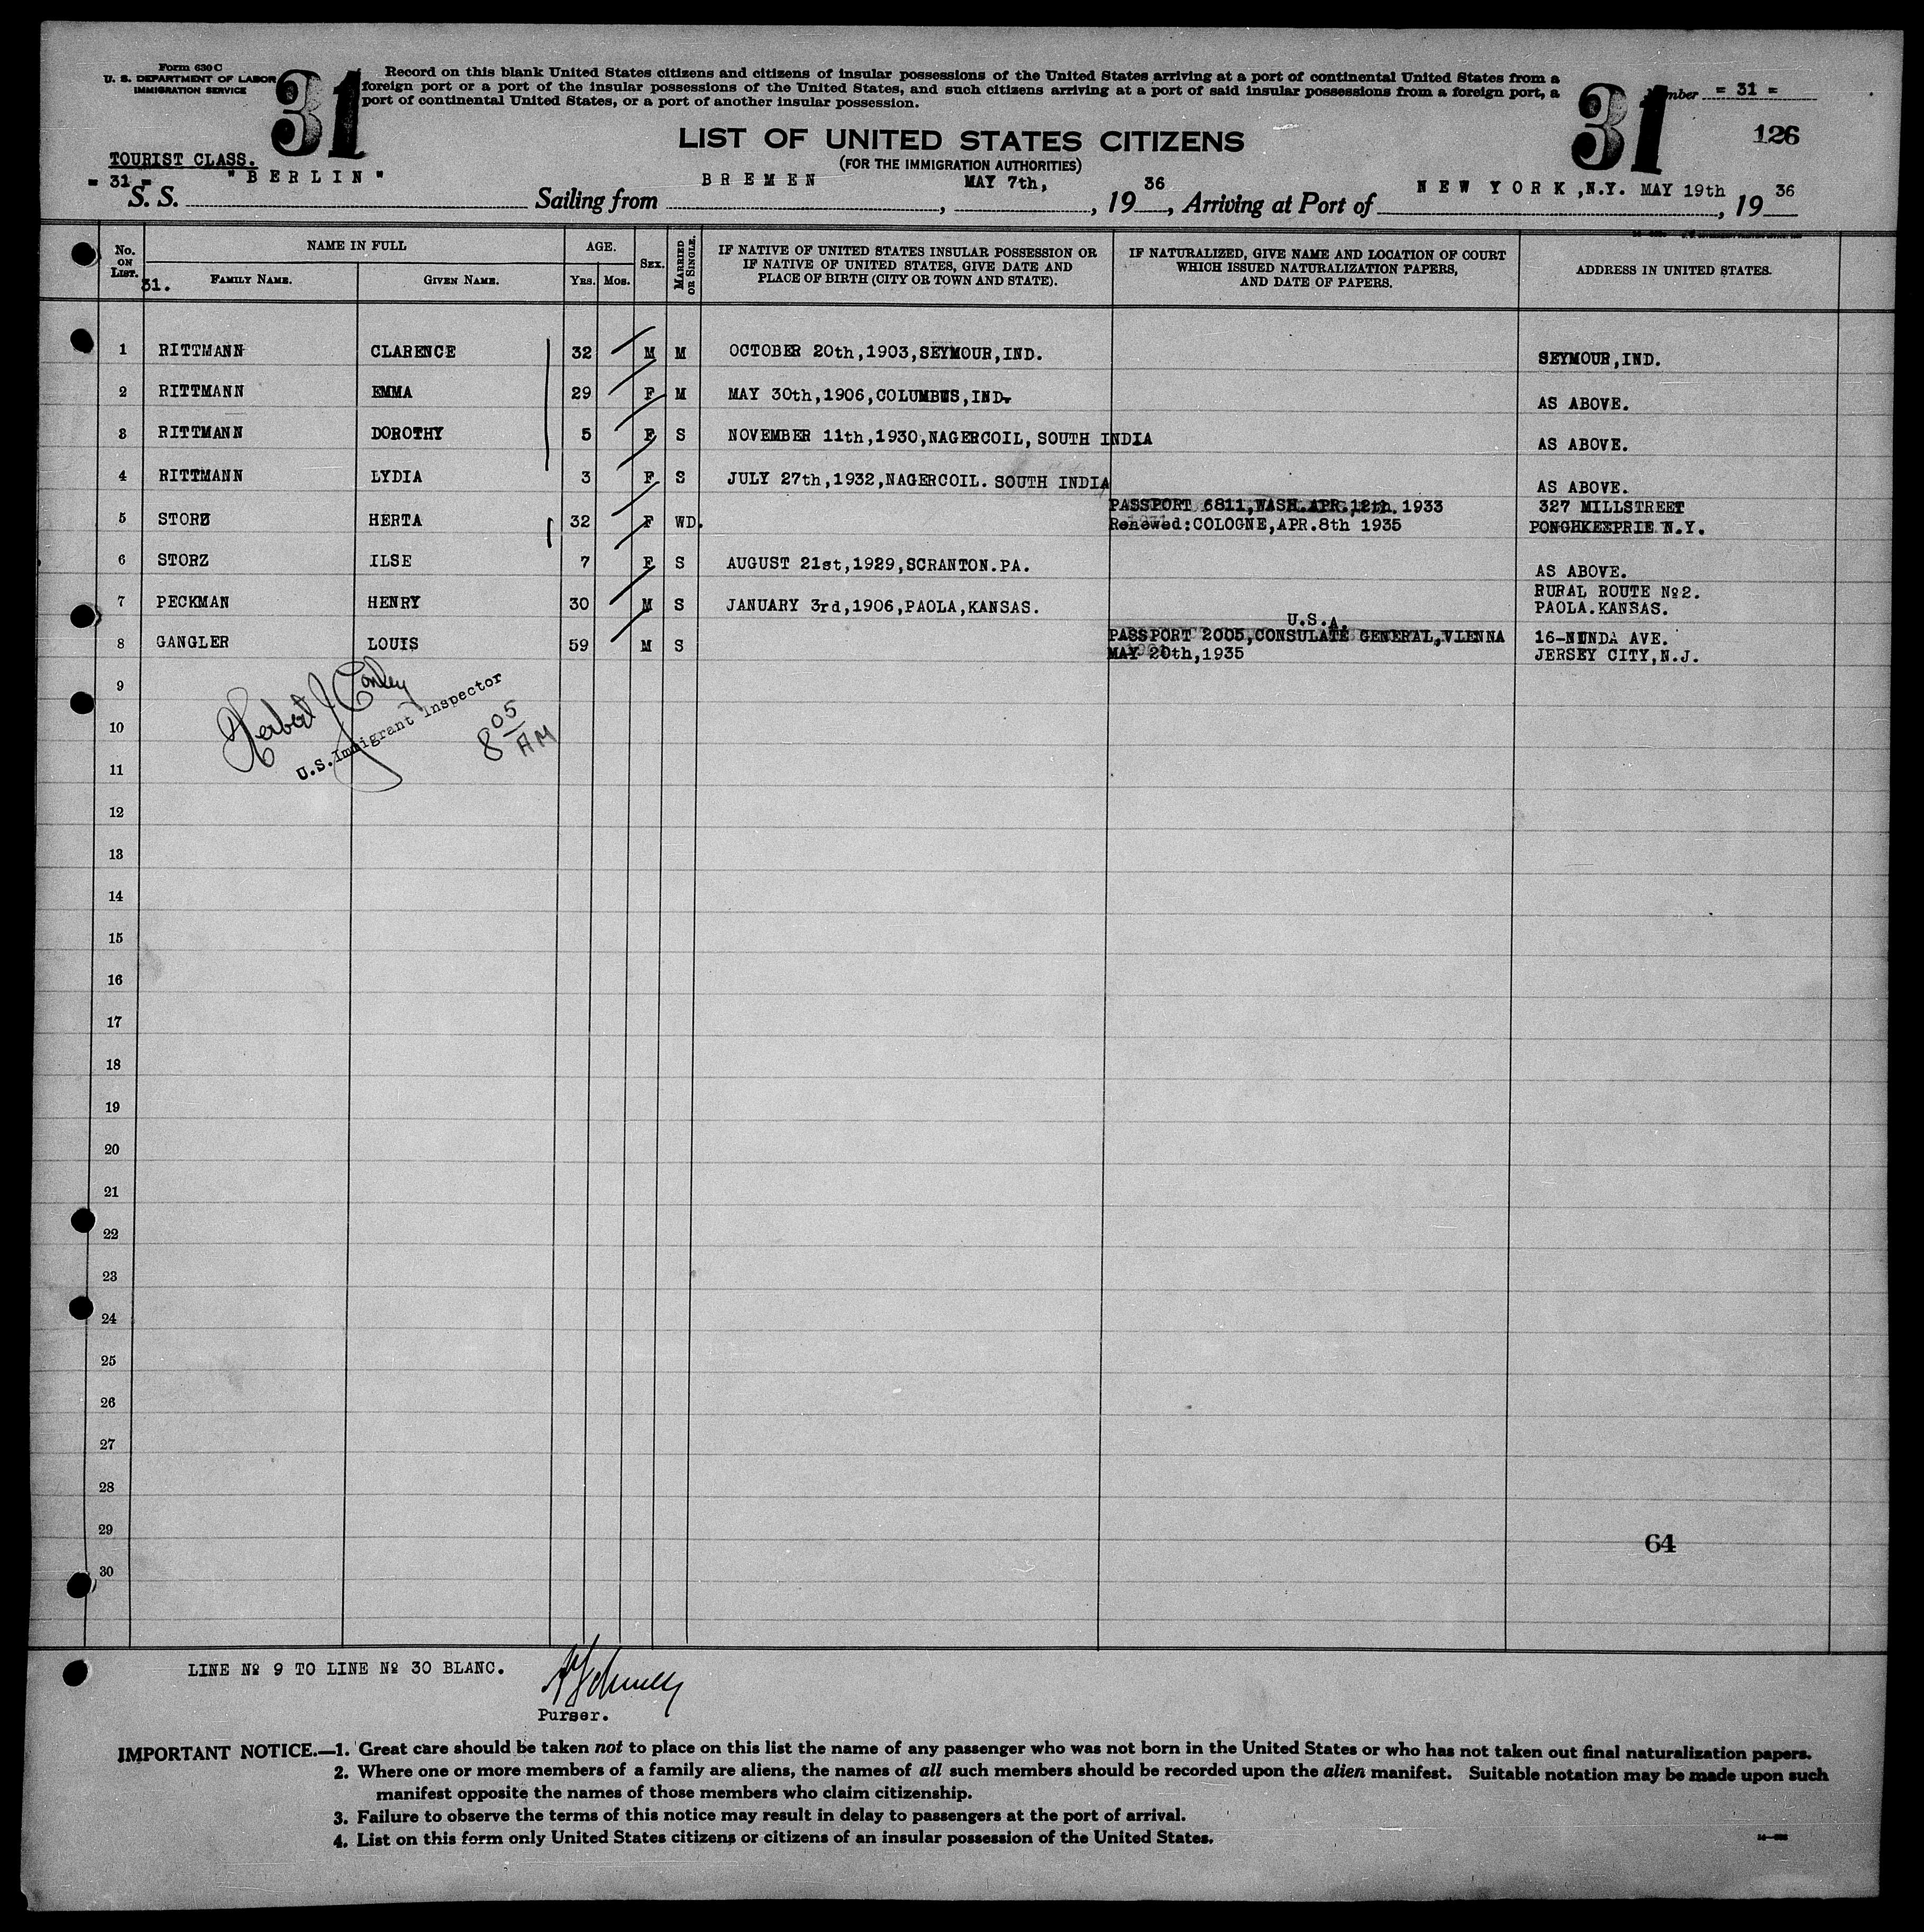 Form 630 C
U. S. DEPARTMENT OF LABOR
IMMIGRATION SERVICE
31
Record on this blank United States citizens and citizens of insular possessions of the United States arriving at a port of continental United States from a
foreign port or a port of the insular possessions of the United States, and such citizens arriving at a port of said insular possessions from a foreign port, a
port of continental United States, or a port of another insular possession.
31
= 31 =
126
LIST OF UNITED STATES CITIZENS
(FOR THE IMMIGRATION AUTHORITIES)
TOURIST CLASS.
= 31 =
S. S. "BERLIN" Sailing from BREMEN, MAY 7th, , 19 36, Arriving at Port of NEW YORK,N.Y. MAY 19th, 19 36
No. ON LIST. NAME IN FULL AGE. SEX. MARRIED OR SINGLE. IF NATIVE OF UNITED STATES INSULAR POSSESSION OR IF NATIVE OF UNITED STATES, GIVE DATE AND PLACE OF BIRTH (CITY OR TOWN AND STATE). IF NATURALIZED, GIVE NAME AND LOCATION OF COURT WHICH ISSUED NATURALIZATION PAPERS, AND DATE OF PAPERS. ADDRESS IN UNITED STATES.
31. FAMILY NAME. GIVEN NAME. YRS. MOS.
1 RITTMANN CLARENCE 32 M M OCTOBER 20th,1903,SEYMOUR,IND. SEYMOUR,IND.
2 RITTMANN EMMA 29 F M MAY 30th,1906,COLUMBUS,IND. AS ABOVE.
3 RITTMANN DOROTHY 5 F S NOVEMBER 11th,1930,NAGERCOIL, SOUTH INDIA AS ABOVE.
4 RITTMANN LYDIA 3 F S JULY 27th,1932,NAGERCOIL. SOUTH INDIA AS ABOVE.
PASSPORT 6811,WASH.APR.12th.1933 327 MILLSTREET
5 STORZ HERTA 32 F WD. Renewed:COLOGNE,APR.8th 1935 PONGHKEEPRIE N.Y.
6 STORZ ILSE 7 F S AUGUST 21st,1929,SCRANTON.PA. AS ABOVE.
7 PECKMAN HENRY 30 M S JANUARY 3rd,1906,PAOLA,KANSAS. RURAL ROUTE №2.
PAOLA.KANSAS.
U.S.A.
8 GANGLER LOUIS 59 M S PASSPORT 2005,CONSULATE GENERAL,VIENNA 16-NUNDA AVE.
MAY 20th,1935 JERSEY CITY,N.J.
9
Herbert J Conley
U.S. Immigrant Inspector
8 05 AM
10
11
12
13
14
15
16
17
18
19
20
21
22
23
24
25
26
27
28
29
64
30
LINE № 9 TO LINE № 30 BLANC.
Purser.
IMPORTANT NOTICE.—1. Great care should be taken not to place on this list the name of any passenger who was not born in the United States or who has not taken out final naturalization papers.
2. Where one or more members of a family are aliens, the names of all such members should be recorded upon the alien manifest. Suitable notation may be made upon such
manifest opposite the names of those members who claim citizenship.
3. Failure to observe the terms of this notice may result in delay to passengers at the port of arrival.
4. List on this form only United States citizens or citizens of an insular possession of the United States.